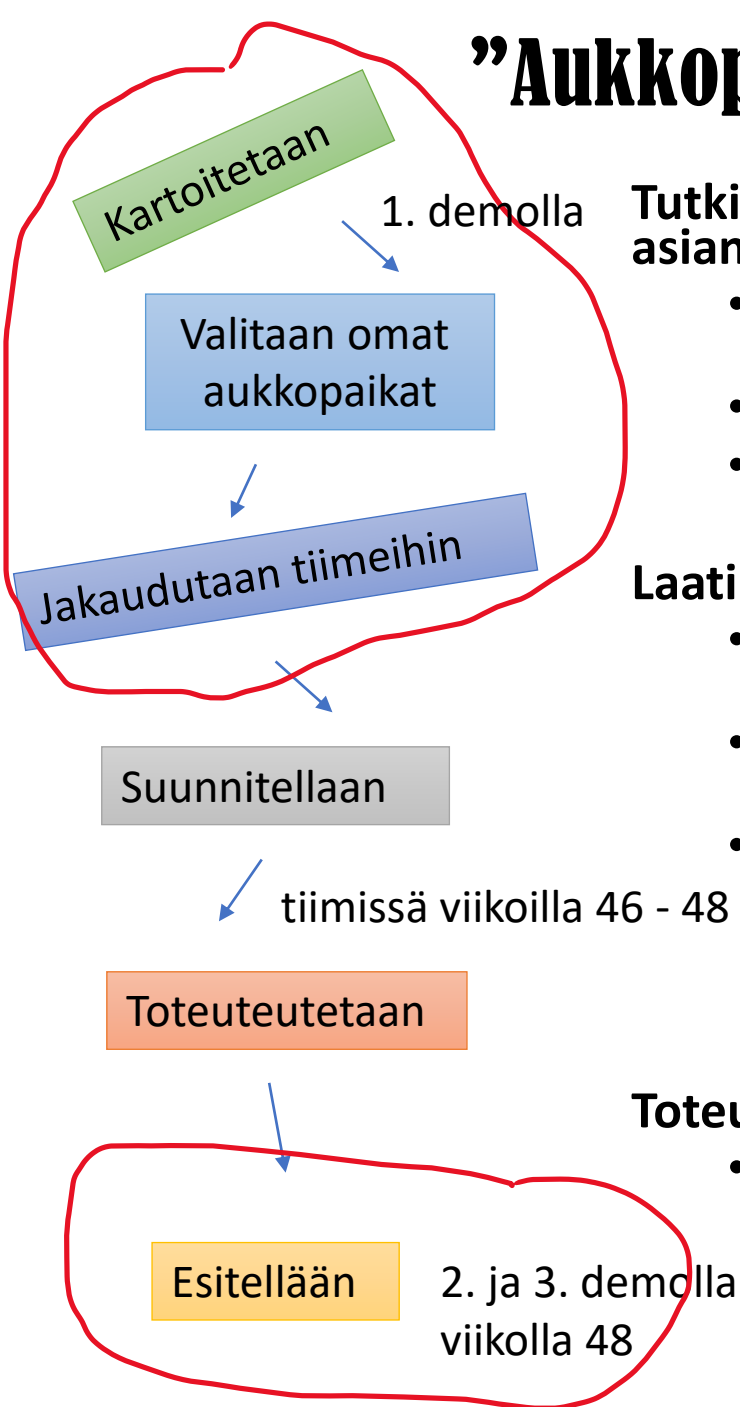 ”Aukkop
Kartoitetaan
1. demolla
Valitaan omat
aukkopaikat
Jakaudutaan tiimeihin
Suunnitellaan
tiimissä viikoilla 46 - 48
Toteuteutetaan
Esitellään
2. ja 3. demolla
viikolla 48
Tutki
asian
Laati
Toteu